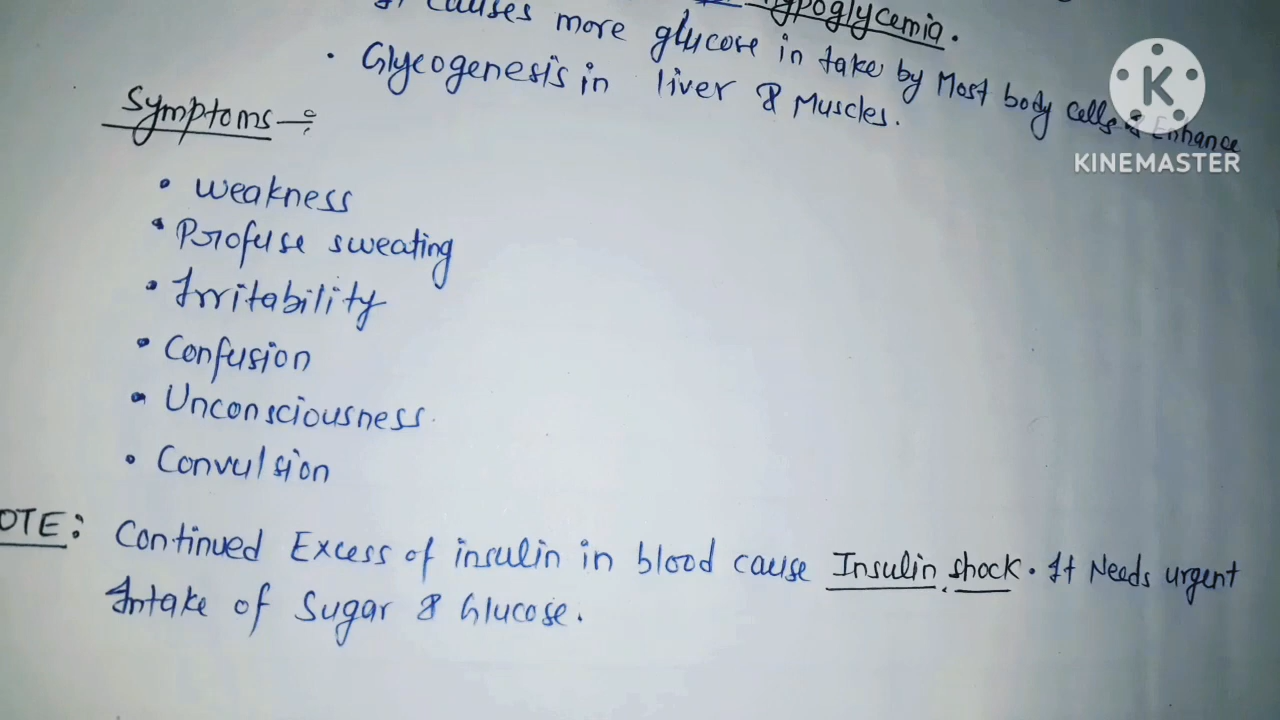 It causes more glucose in take by Most body cells & Enhance
Hypoglycemia.
• Glycogenesis in liver & Muscles.
Symptoms -:
• Weakness
• Profuse sweating
• Irritability
• Confusion
• Unconsciousness
• Convulsion
NOTE: Continued Excess of insulin in blood cause Insulin shock. It Needs urgent
Intake of Sugar & Glucose.
K
KINEMASTER